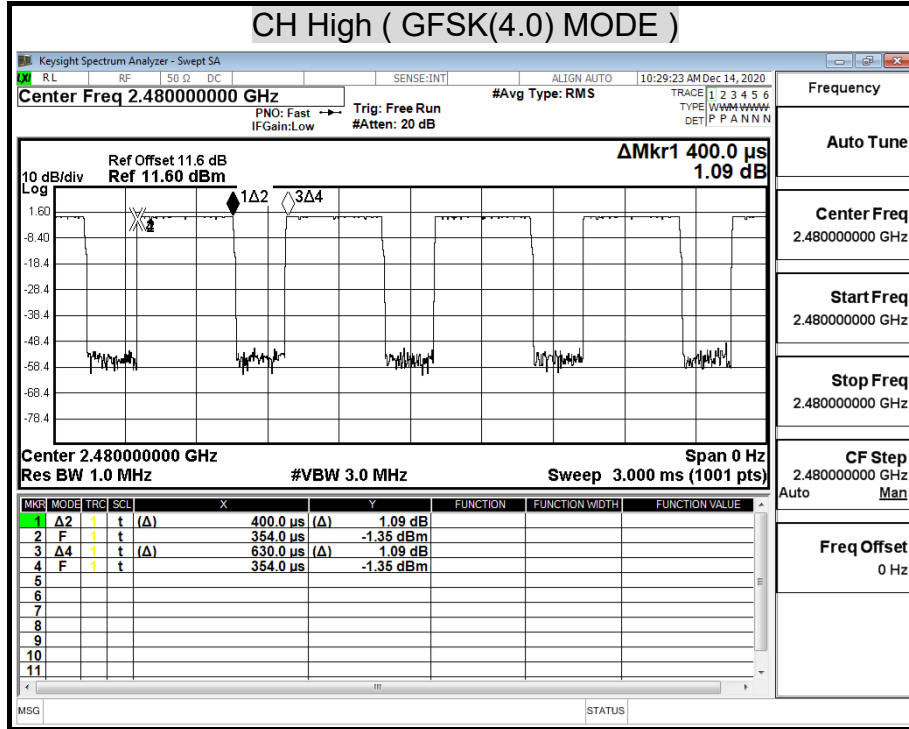 CH High ( GFSK(4.0) MODE )
Keysight Spectrum Analyzer - Swept SA
LXI RL RF 50 Ω DC SENSE:INT ALIGN AUTO 10:29:23 AM Dec 14, 2020
Center Freq 2.480000000 GHz
PNO: Fast
IFGain:Low
Trig: Free Run
#Atten: 20 dB
#Avg Type: RMS
TRACE 1 2 3 4 5 6
TYPE WWMWWWW
DET P P A N N N
Ref Offset 11.6 dB
10 dB/div Ref 11.60 dBm
Log
ΔMkr1 400.0 µs
1.09 dB
1Δ2 3Δ4
1.60
-8.40
-18.4
-28.4
-38.4
-48.4
-58.4
-68.4
-78.4
Center 2.480000000 GHz Span 0 Hz
Res BW 1.0 MHz #VBW 3.0 MHz Sweep 3.000 ms (1001 pts)
MKR MODE TRC SCL X Y FUNCTION FUNCTION WIDTH FUNCTION VALUE
1 Δ2 1 t (Δ) 400.0 µs (Δ) 1.09 dB
2 F 1 t 354.0 µs -1.35 dBm
3 Δ4 1 t (Δ) 630.0 µs (Δ) 1.09 dB
4 F 1 t 354.0 µs -1.35 dBm
5
6
7
8
9
10
11
MSG STATUS
Frequency
Auto Tune
Center Freq
2.480000000 GHz
Start Freq
2.480000000 GHz
Stop Freq
2.480000000 GHz
CF Step
2.480000000 GHz
Auto Man
Freq Offset
0 Hz